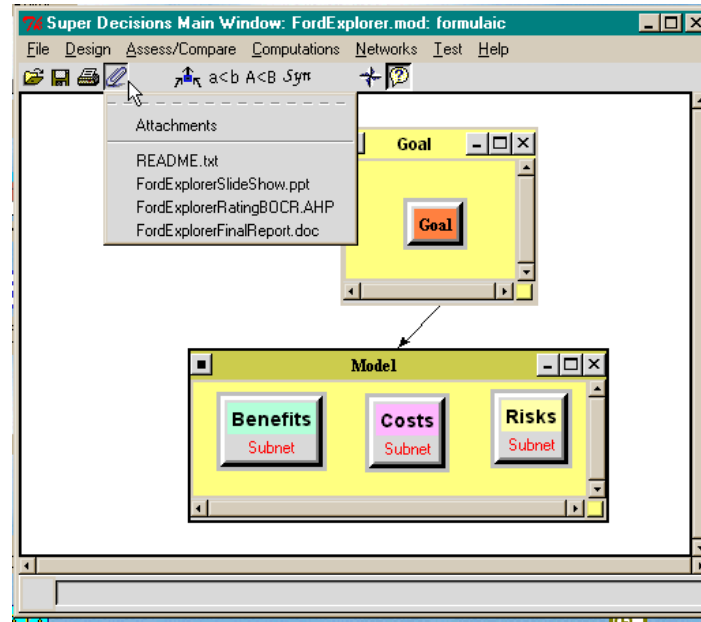 Super Decisions Main Window: FordExplorer.mod: formulaic
File Design Assess/Compare Computations Networks Test Help
a<b A<B Syn
Attachments
README.txt
FordExplorerSlideShow.ppt
FordExplorerRatingBOCR.AHP
FordExplorerFinalReport.doc
Goal
Goal
Model
Benefits
Subnet
Costs
Subnet
Risks
Subnet